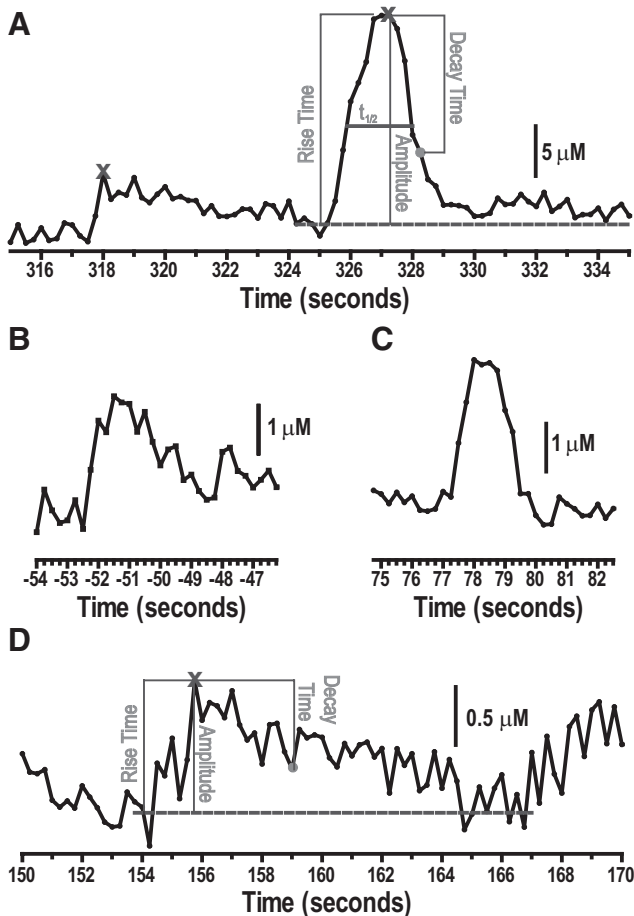 A
X
X
Rise Time
t1/2
Amplitude
Decay Time
5 μM
316 318 320 322 324 326 328 330 332 334
Time (seconds)
B
1 μM
-54 -53 -52 -51 -50 -49 -48 -47
Time (seconds)
C
1 μM
75 76 77 78 79 80 81 82
Time (seconds)
D
X
Rise Time
Amplitude
Decay
Time
0.5 μM
150 152 154 156 158 160 162 164 166 168 170
Time (seconds)